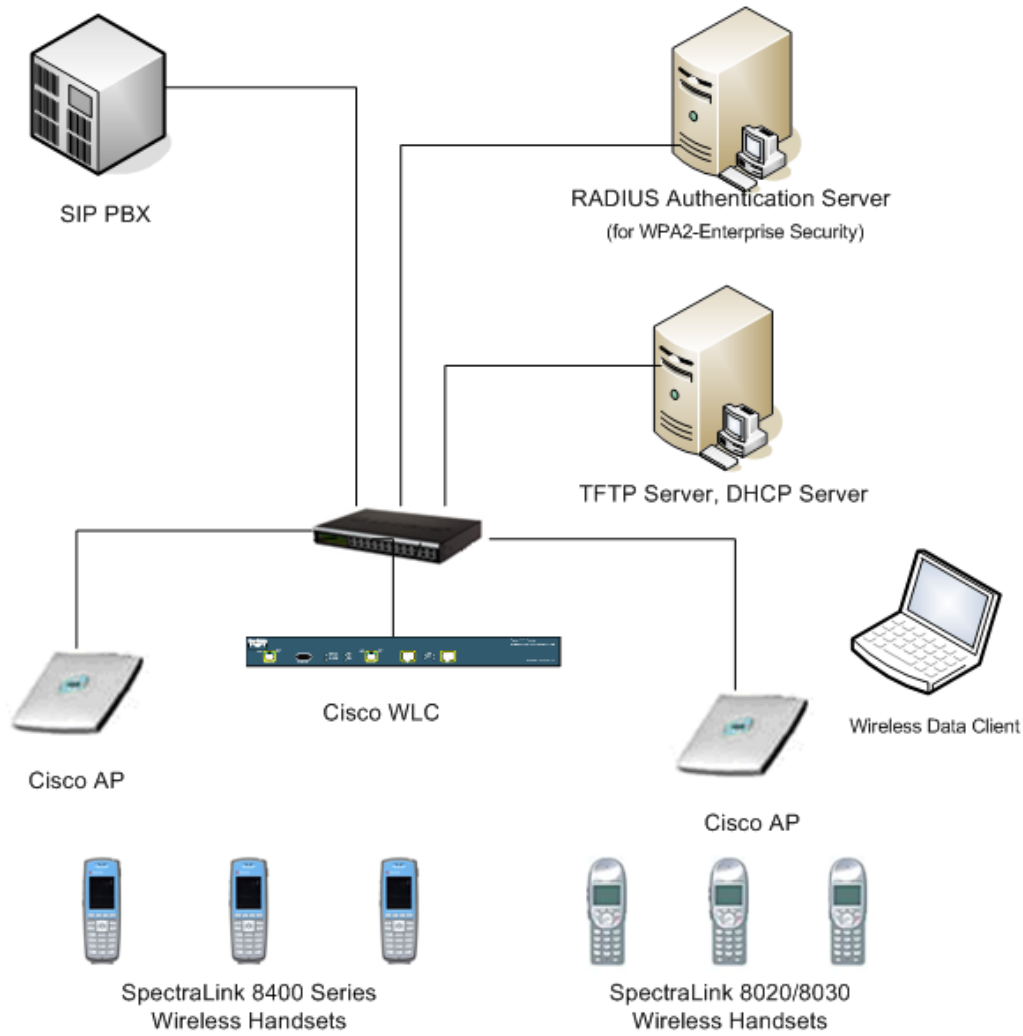 SIP PBX
RADIUS Authentication Server
(for WPA2-Enterprise Security)
TFTP Server, DHCP Server
Cisco WLC
Wireless Data Client
Cisco AP
Cisco AP
SpectraLink 8400 Series
Wireless Handsets
SpectraLink 8020/8030
Wireless Handsets